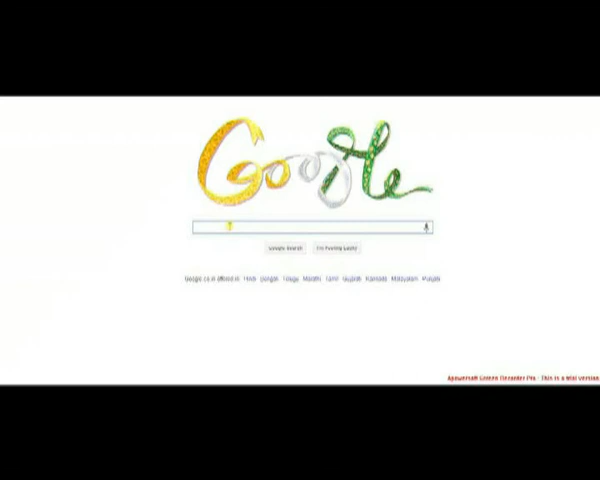 Google
Google Search I'm Feeling Lucky
Google.co.in offered in: Hindi Bengali Telugu Marathi Tamil Gujarati Kannada Malayalam Punjabi
Apowersoft Screen Recorder Pro - This is a trial version